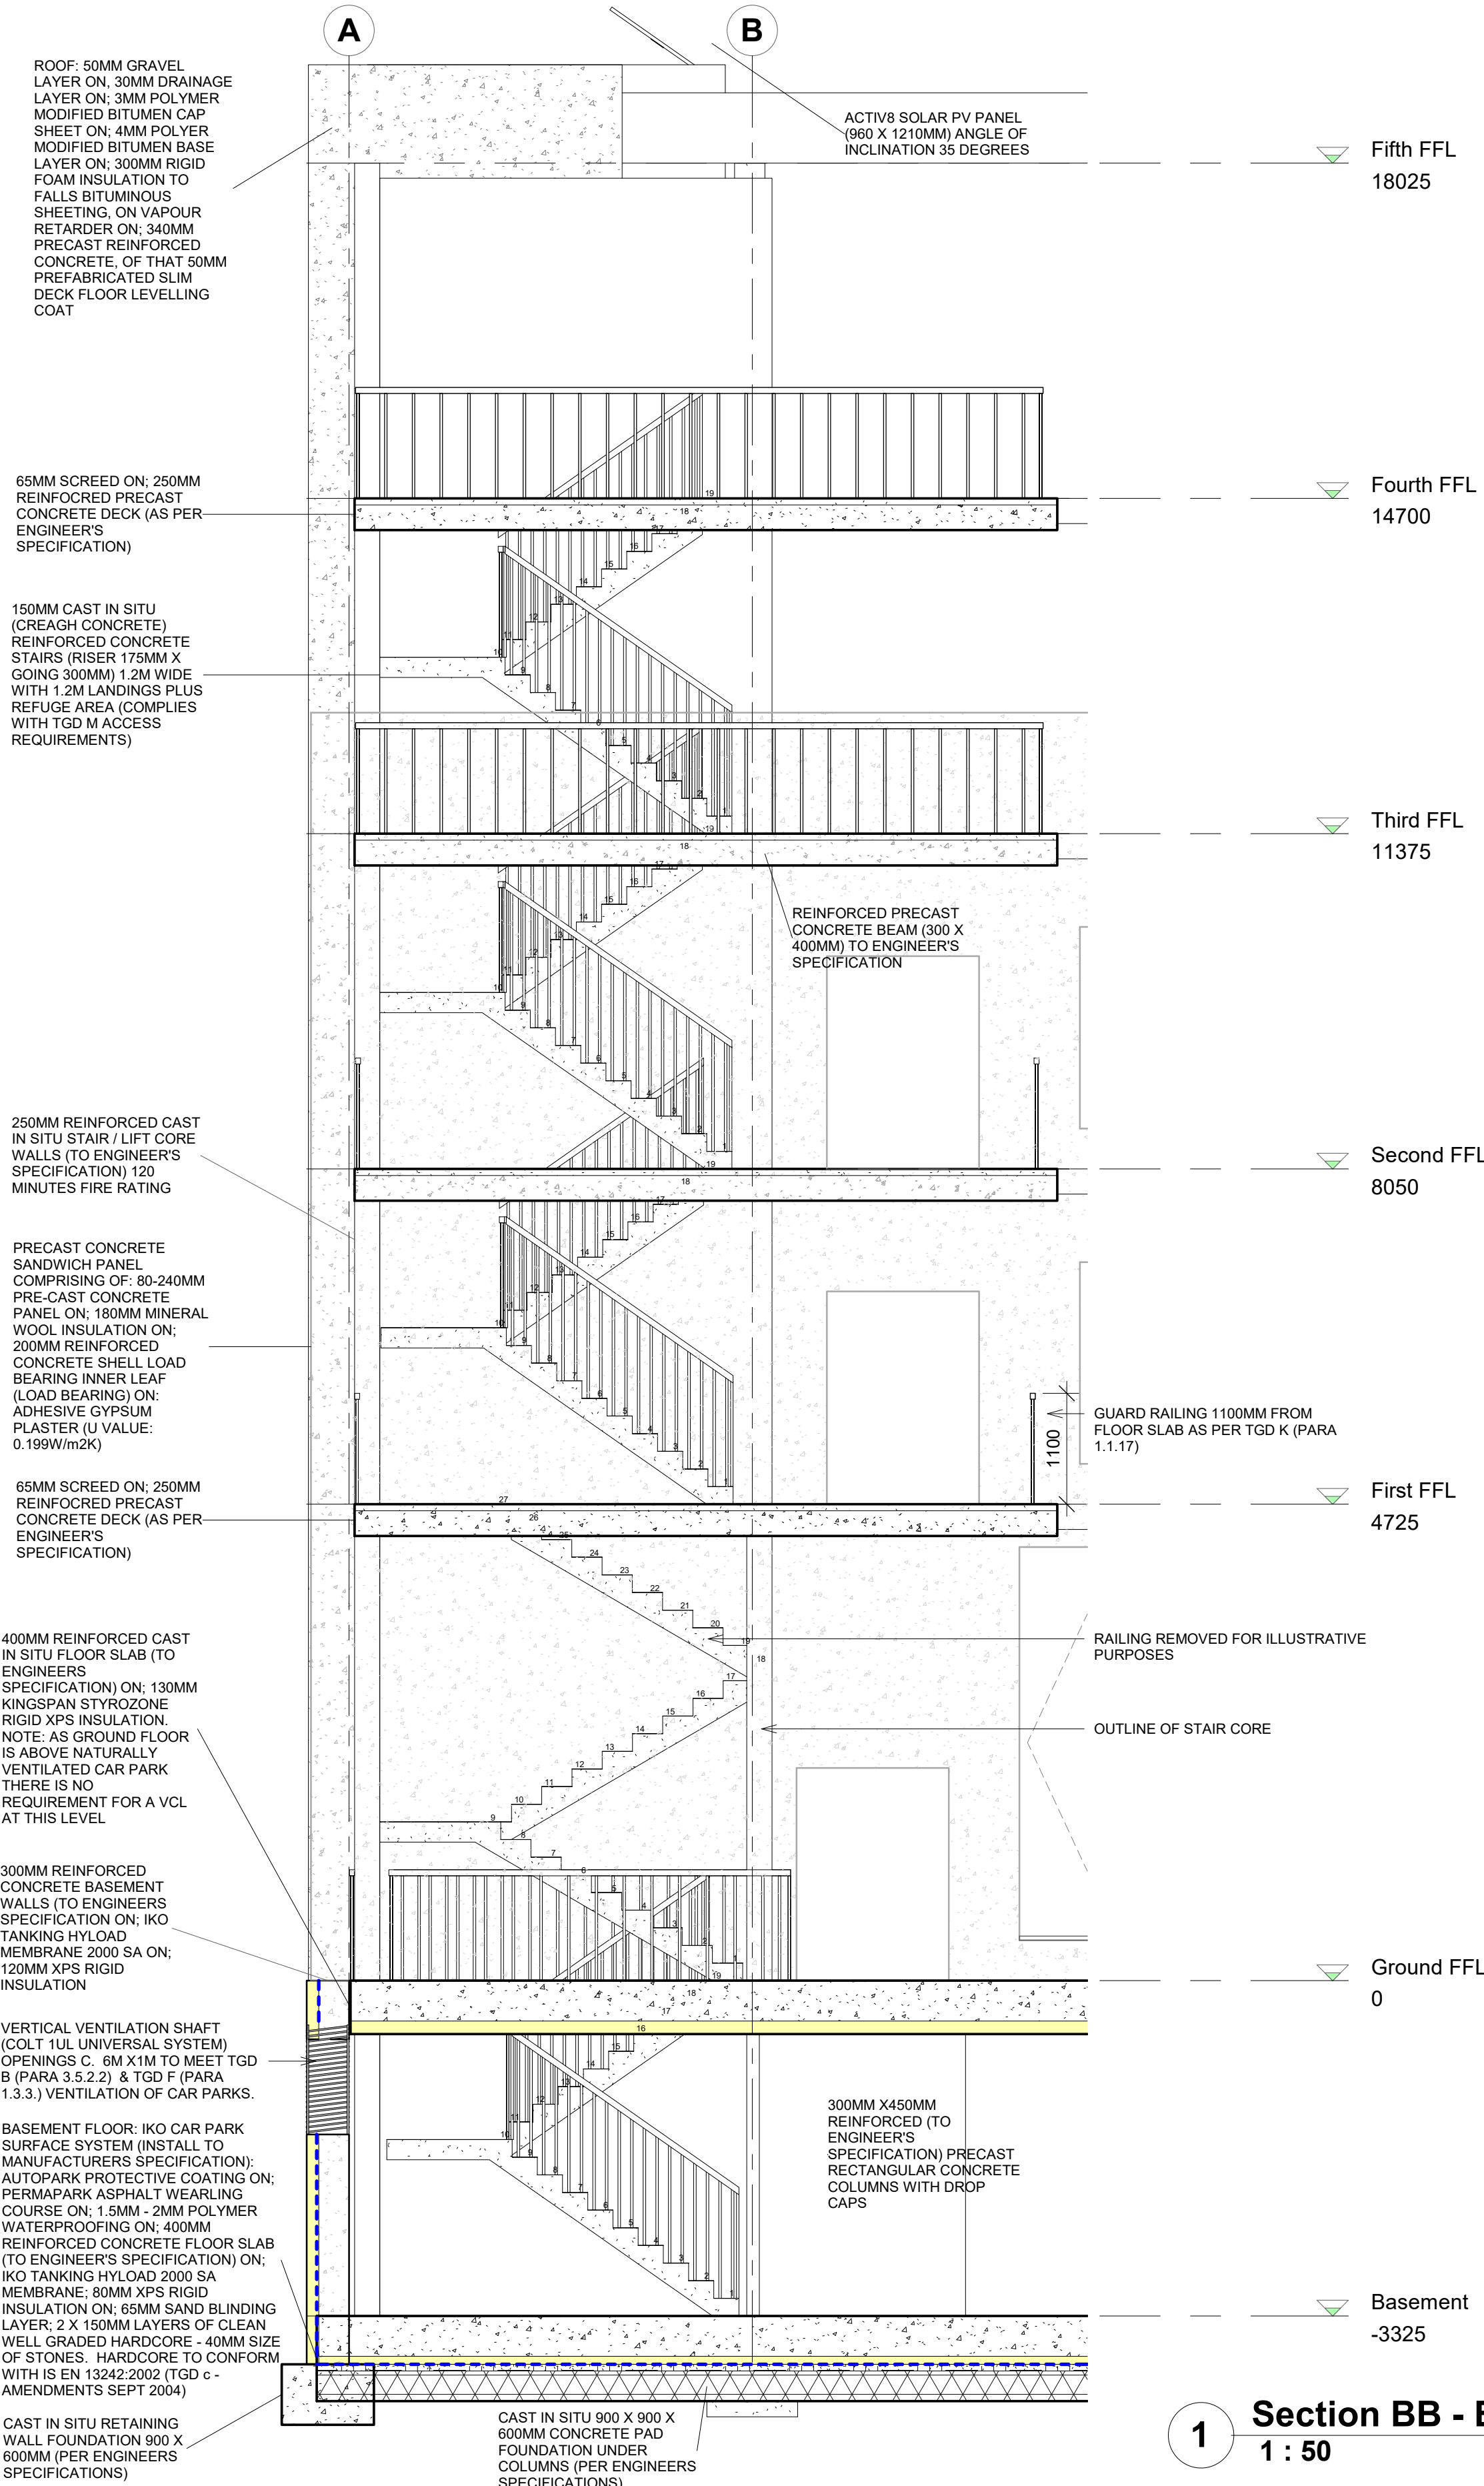 A
B
ROOF: 50MM GRAVEL
LAYER ON, 30MM DRAINAGE
LAYER ON; 3MM POLYMER
MODIFIED BITUMEN CAP
SHEET ON; 4MM POLYER
MODIFIED BITUMEN BASE
LAYER ON; 300MM RIGID
FOAM INSULATION TO
FALLS BITUMINOUS
SHEETING, ON VAPOUR
RETARDER ON; 340MM
PRECAST REINFORCED
CONCRETE, OF THAT 50MM
PREFABRICATED SLIM
DECK FLOOR LEVELLING
COAT
ACTIV8 SOLAR PV PANEL
(960 X 1210MM) ANGLE OF
INCLINATION 35 DEGREES
Fifth FFL
18025
65MM SCREED ON; 250MM
REINFOCRED PRECAST
CONCRETE DECK (AS PER
ENGINEER'S
SPECIFICATION)
Fourth FFL
14700
150MM CAST IN SITU
(CREAGH CONCRETE)
REINFORCED CONCRETE
STAIRS (RISER 175MM X
GOING 300MM) 1.2M WIDE
WITH 1.2M LANDINGS PLUS
REFUGE AREA (COMPLIES
WITH TGD M ACCESS
REQUIREMENTS)
Third FFL
11375
REINFORCED PRECAST
CONCRETE BEAM (300 X
400MM) TO ENGINEER'S
SPECIFICATION
250MM REINFORCED CAST
IN SITU STAIR / LIFT CORE
WALLS (TO ENGINEER'S
SPECIFICATION) 120
MINUTES FIRE RATING
Second FFL
8050
PRECAST CONCRETE
SANDWICH PANEL
COMPRISING OF: 80-240MM
PRE-CAST CONCRETE
PANEL ON; 180MM MINERAL
WOOL INSULATION ON;
200MM REINFORCED
CONCRETE SHELL LOAD
BEARING INNER LEAF
(LOAD BEARING) ON:
ADHESIVE GYPSUM
PLASTER (U VALUE:
0.199W/m2K)
1100
GUARD RAILING 1100MM FROM
FLOOR SLAB AS PER TGD K (PARA
1.1.17)
65MM SCREED ON; 250MM
REINFOCRED PRECAST
CONCRETE DECK (AS PER
ENGINEER'S
SPECIFICATION)
First FFL
4725
400MM REINFORCED CAST
IN SITU FLOOR SLAB (TO
ENGINEERS
SPECIFICATION) ON; 130MM
KINGSPAN STYROZONE
RIGID XPS INSULATION.
NOTE: AS GROUND FLOOR
IS ABOVE NATURALLY
VENTILATED CAR PARK
THERE IS NO
REQUIREMENT FOR A VCL
AT THIS LEVEL
RAILING REMOVED FOR ILLUSTRATIVE
PURPOSES
OUTLINE OF STAIR CORE
300MM REINFORCED
CONCRETE BASEMENT
WALLS (TO ENGINEERS
SPECIFICATION ON; IKO
TANKING HYLOAD
MEMBRANE 2000 SA ON;
120MM XPS RIGID
INSULATION
Ground FFL
0
VERTICAL VENTILATION SHAFT
(COLT 1UL UNIVERSAL SYSTEM)
OPENINGS C. 6M X1M TO MEET TGD
B (PARA 3.5.2.2) & TGD F (PARA
1.3.3.) VENTILATION OF CAR PARKS.
300MM X450MM
REINFORCED (TO
ENGINEER'S
SPECIFICATION) PRECAST
RECTANGULAR CONCRETE
COLUMNS WITH DROP
CAPS
BASEMENT FLOOR: IKO CAR PARK
SURFACE SYSTEM (INSTALL TO
MANUFACTURERS SPECIFICATION):
AUTOPARK PROTECTIVE COATING ON;
PERMAPARK ASPHALT WEARLING
COURSE ON; 1.5MM - 2MM POLYMER
WATERPROOFING ON; 400MM
REINFORCED CONCRETE FLOOR SLAB
(TO ENGINEER'S SPECIFICATION) ON;
IKO TANKING HYLOAD 2000 SA
MEMBRANE; 80MM XPS RIGID
INSULATION ON; 65MM SAND BLINDING
LAYER; 2 X 150MM LAYERS OF CLEAN
WELL GRADED HARDCORE - 40MM SIZE
OF STONES. HARDCORE TO CONFORM
WITH IS EN 13242:2002 (TGD c -
AMENDMENTS SEPT 2004)
Basement
-3325
CAST IN SITU RETAINING
WALL FOUNDATION 900 X
600MM (PER ENGINEERS
SPECIFICATIONS)
CAST IN SITU 900 X 900 X
600MM CONCRETE PAD
FOUNDATION UNDER
COLUMNS (PER ENGINEERS
SPECIFICATIONS)
1
Section BB - 
1 : 50